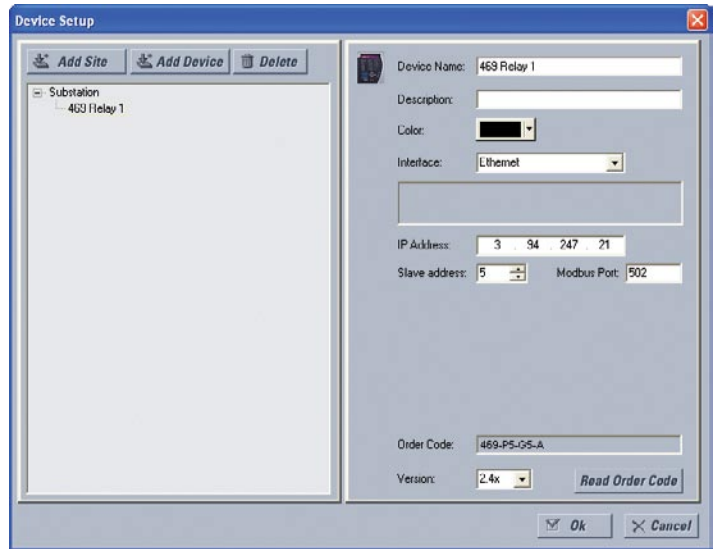 Device Setup
Add Site Add Device Delete
Substation
469 Relay 1
Device Name: 469 Relay 1
Description:
Color:
Interface: Ethernet
IP Address: 3 . 94 . 247 . 21
Slave address: 5 Modbus Port: 502
Order Code: 469-P5-G5-A
Version: 2.4x Read Order Code
Ok Cancel